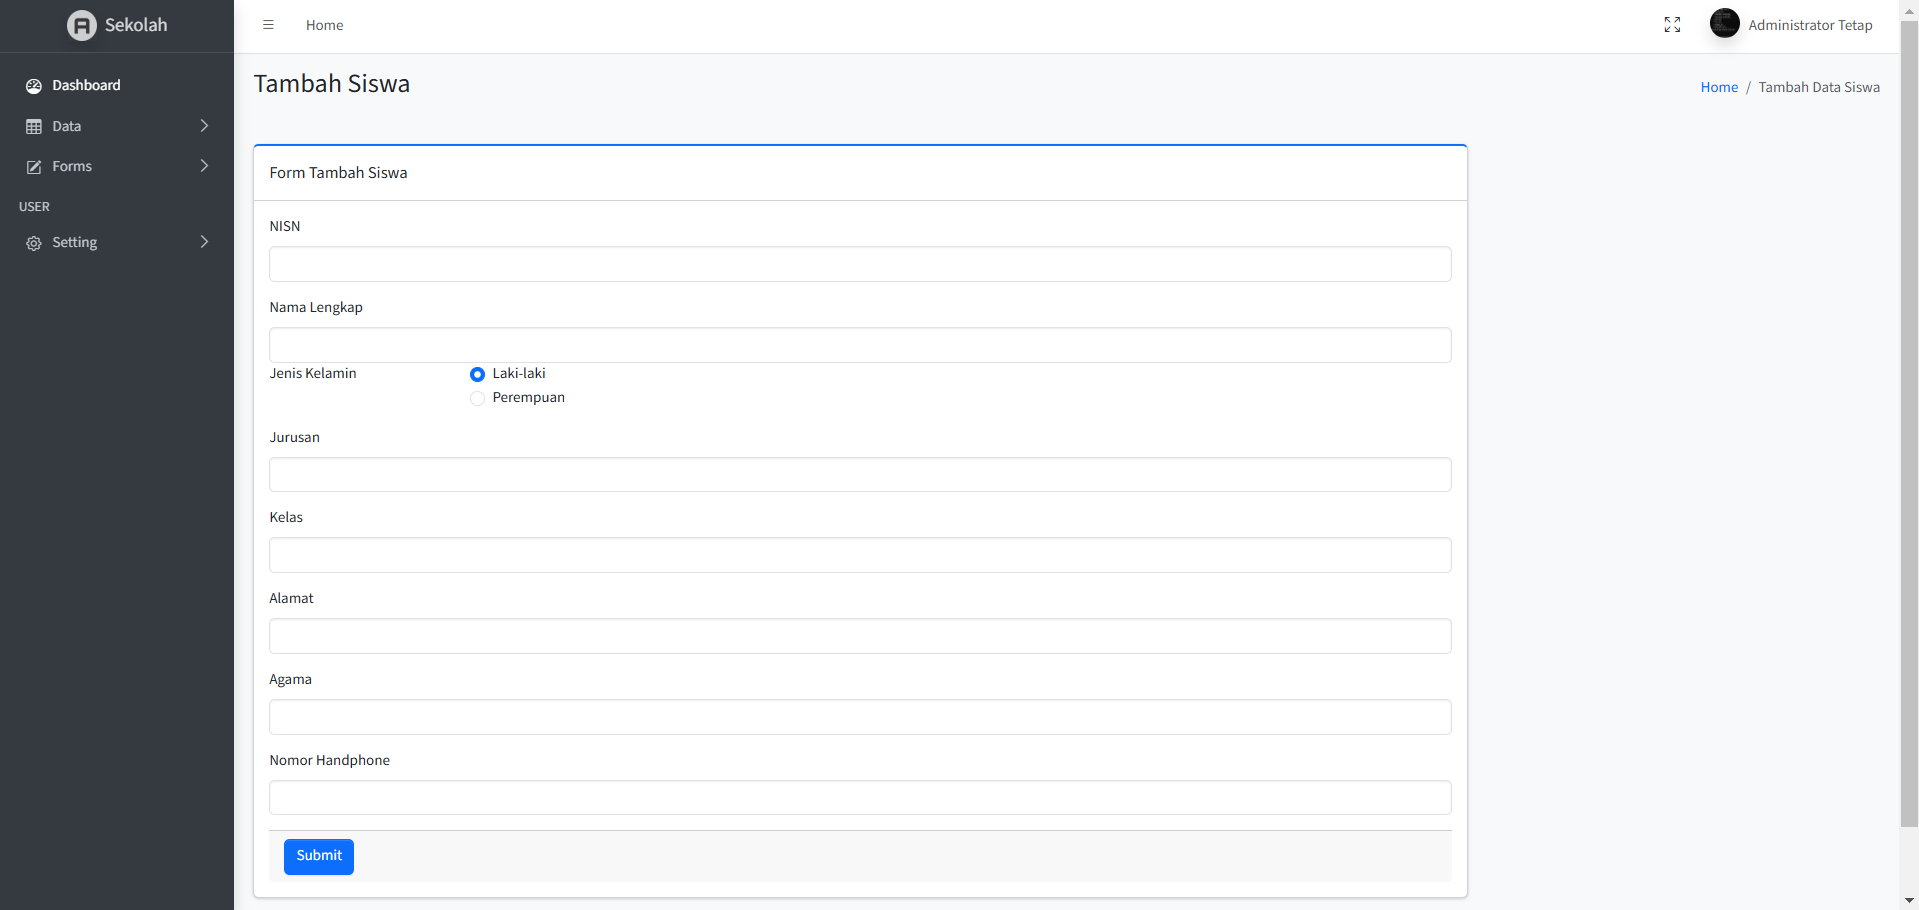 Sekolah
Home
Administrator Tetap
Dashboard
Data
Forms
USER
Setting
Tambah Siswa
Home / Tambah Data Siswa
Form Tambah Siswa
NISN
Nama Lengkap
Jenis Kelamin
Laki-laki
Perempuan
Jurusan
Kelas
Alamat
Agama
Nomor Handphone
Submit